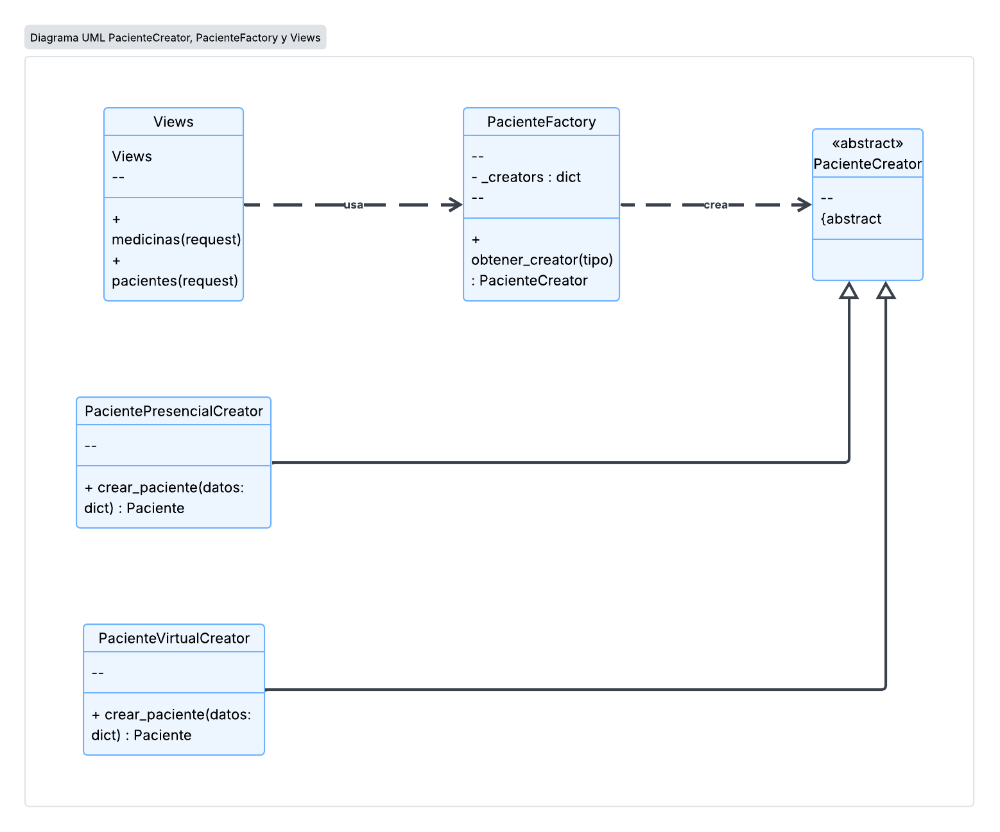 Diagrama UML PacienteCreator, PacienteFactory y Views
Views
Views
--
+
medicinas(request)
+
pacientes(request)
usa
PacienteFactory
--
- _creators : dict
--
+
obtener_creator(tipo)
: PacienteCreator
crea
«abstract»
PacienteCreator
--
{abstract
PacientePresencialCreator
--
+ crear_paciente(datos:
dict) : Paciente
PacienteVirtualCreator
--
+ crear_paciente(datos:
dict) : Paciente